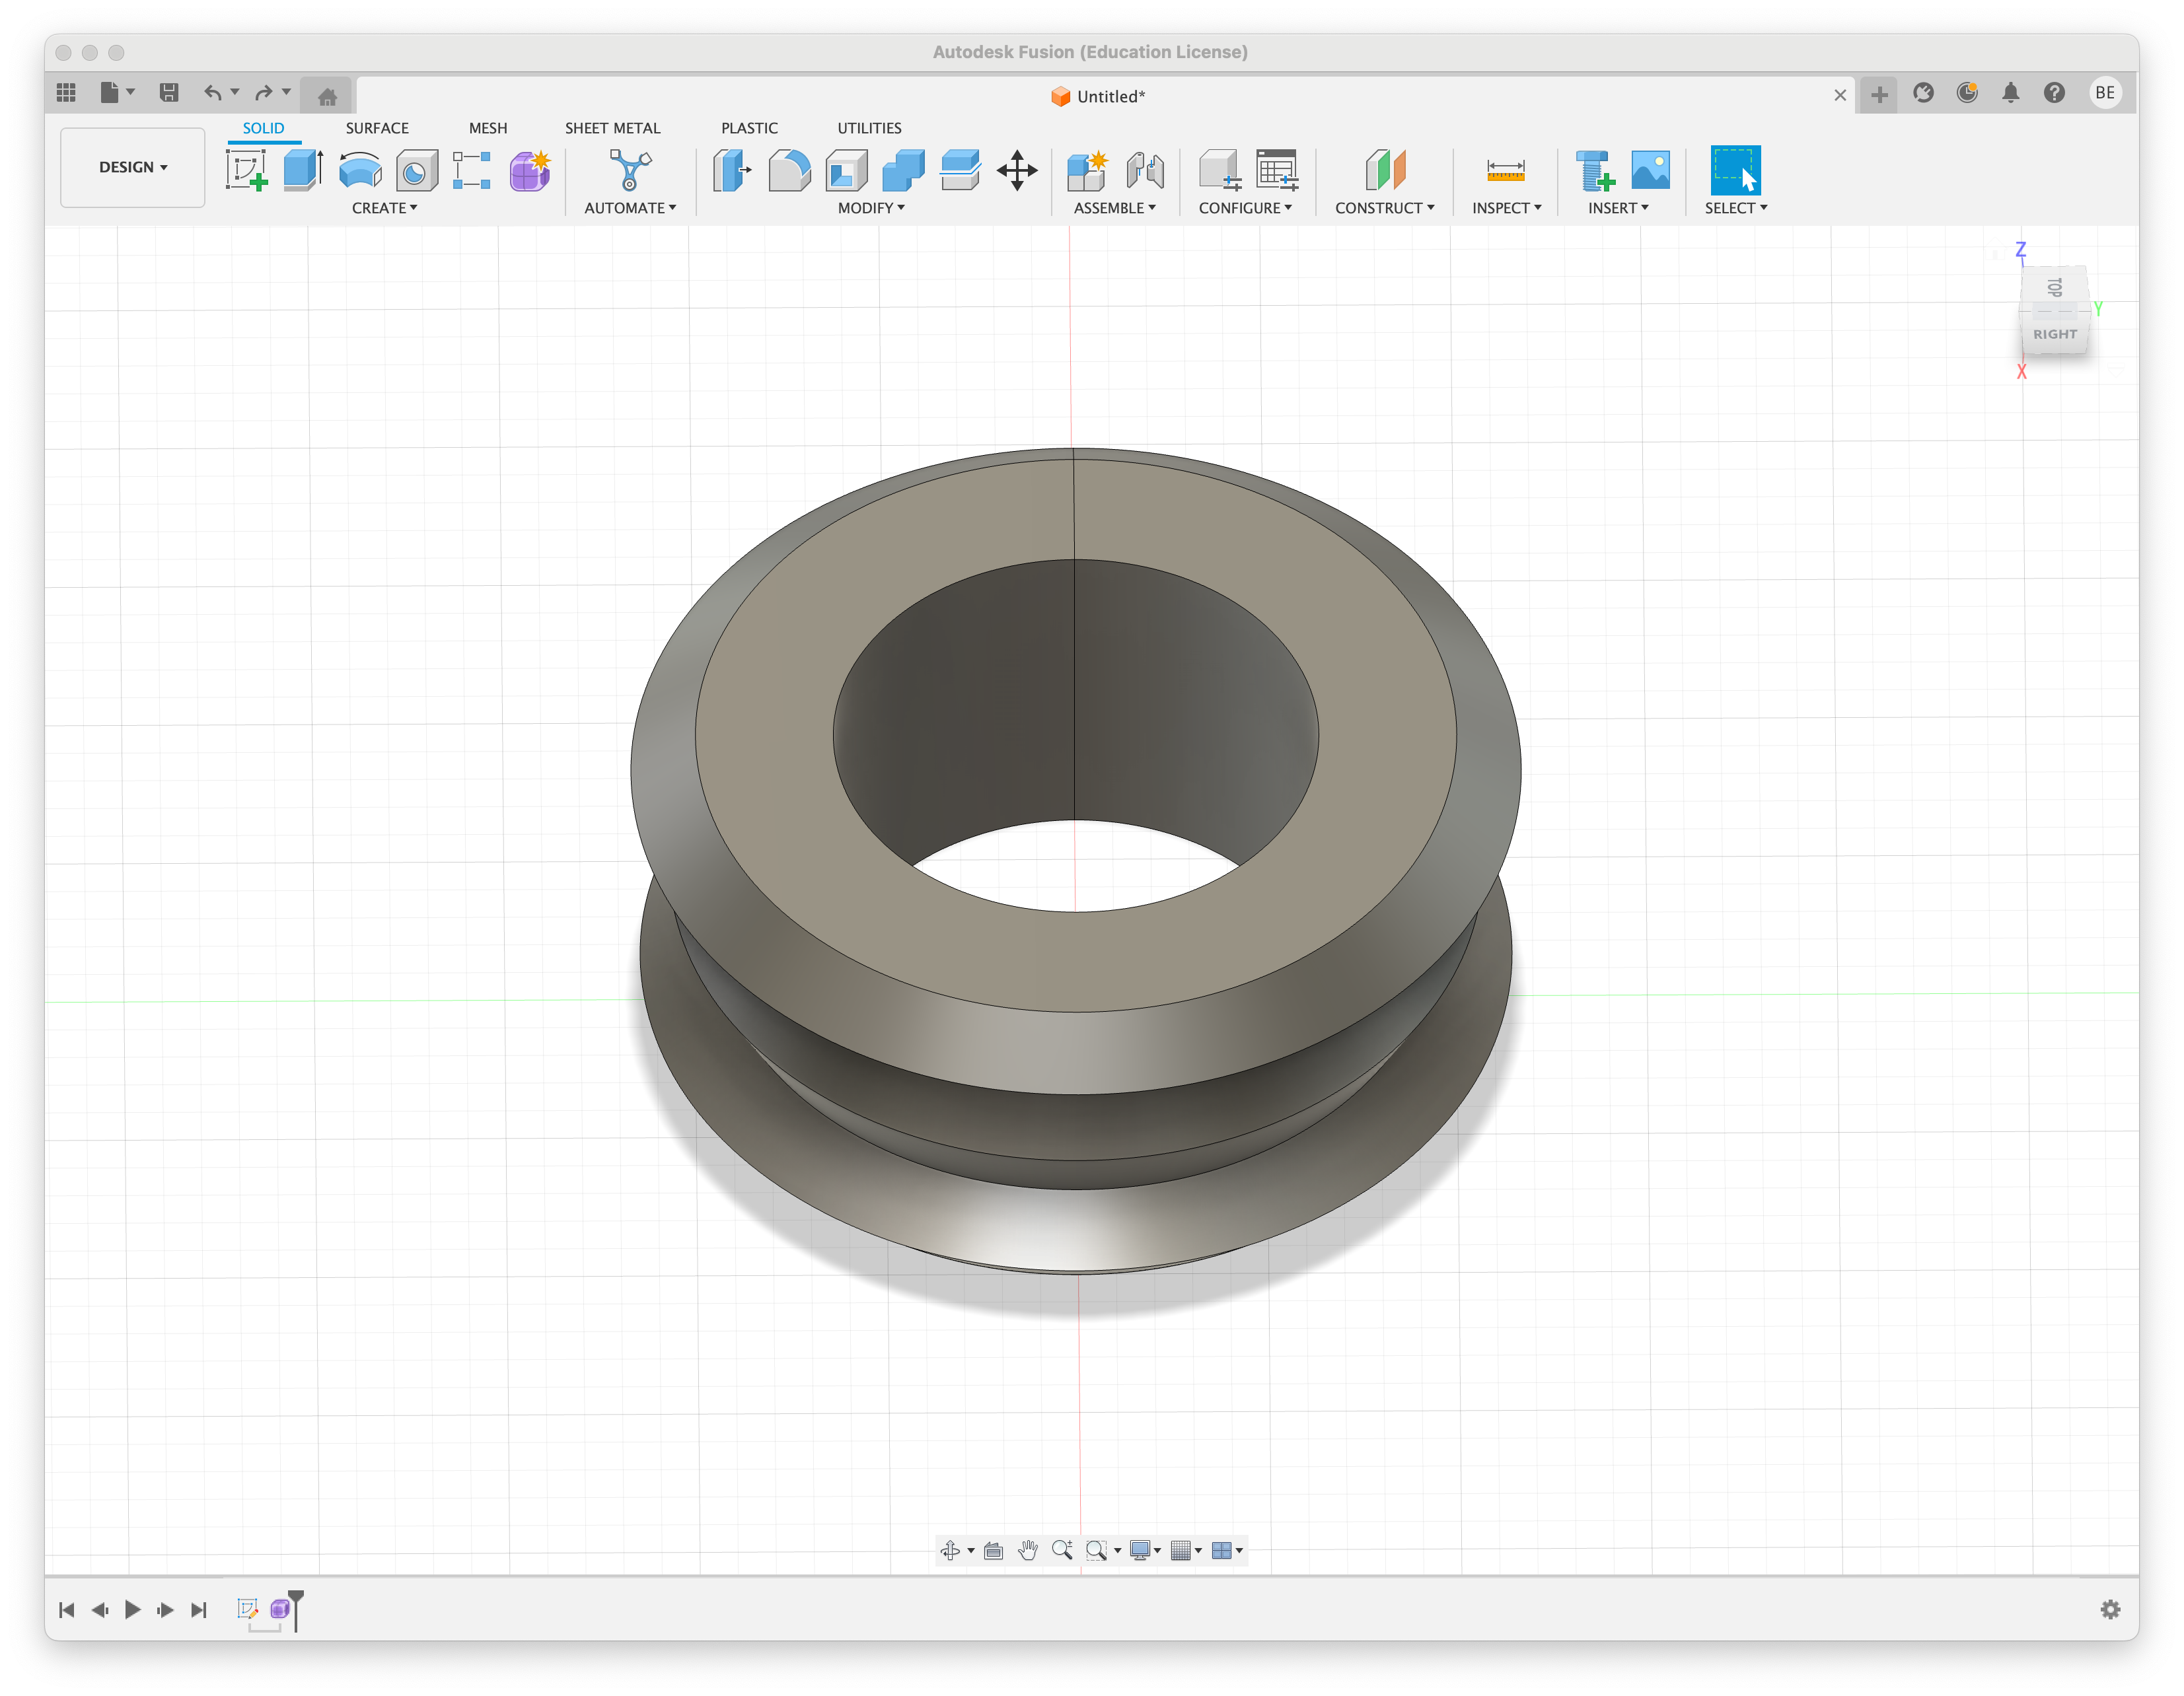 Autodesk Fusion (Education License)
Untitled*
BE
DESIGN
SOLID SURFACE MESH SHEET METAL PLASTIC UTILITIES
CREATE AUTOMATE MODIFY ASSEMBLE CONFIGURE CONSTRUCT INSPECT INSERT SELECT
Z
TOP
Y
RIGHT
X